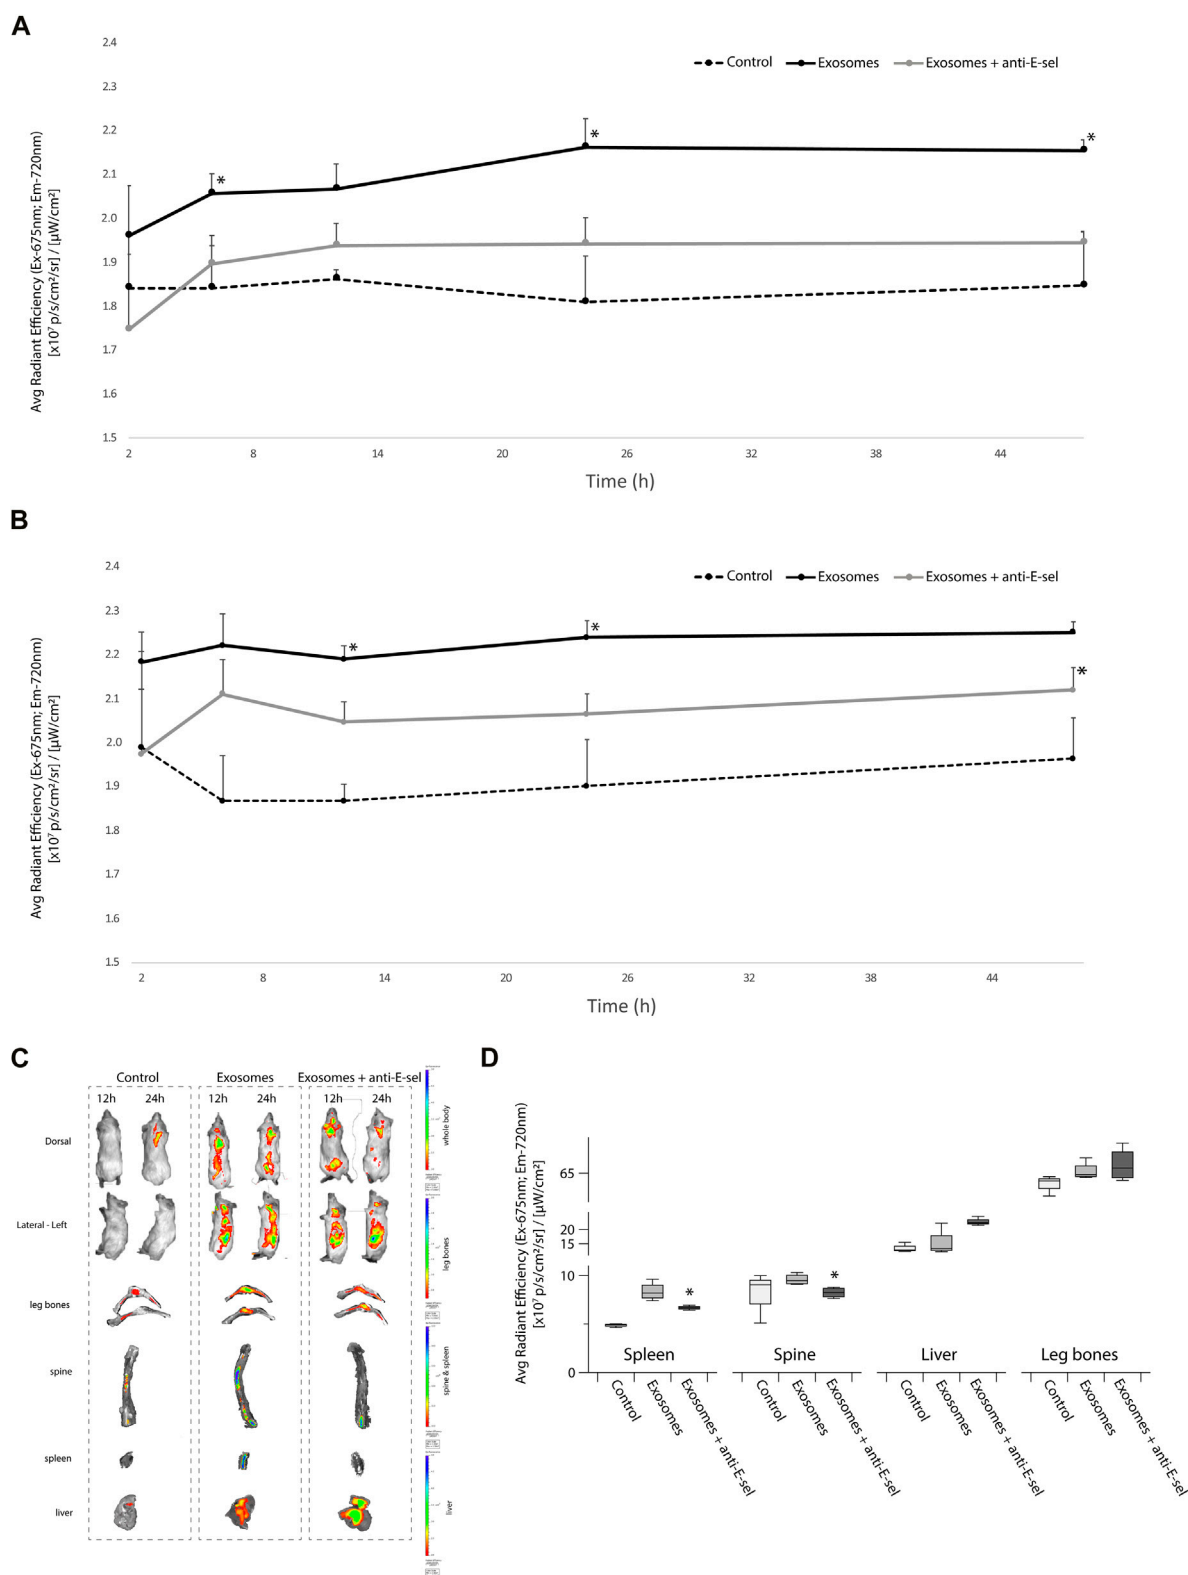 A
2.4
2.3
2.2
2.1
2.0
1.9
1.8
1.7
1.6
1.5
Avg Radiant Efficiency (Ex-675nm; Em-720nm)
[x10⁷ p/s/cm²/sr] / [µW/cm²]
Control Exosomes Exosomes + anti-E-sel
* * *
2 8 14 20 26 32 38 44
Time (h)
B
2.4
2.3
2.2
2.1
2.0
1.9
1.8
1.7
1.6
1.5
Avg Radiant Efficiency (Ex-675nm; Em-720nm)
[x10⁷ p/s/cm²/sr] / [µW/cm²]
Control Exosomes Exosomes + anti-E-sel
* * *
2 8 14 20 26 32 38 44
Time (h)
C
Control Exosomes Exosomes + anti-E-sel
12h 24h 12h 24h 12h 24h
Dorsal
Lateral - Left
leg bones
spine
spleen
liver
whole body
leg bones
spine & spleen
liver
D
Avg Radiant Efficiency (Ex-675nm; Em-720nm)
[x10⁷ p/s/cm²/sr] / [µW/cm²]
65
20
15
10
0
* *
Spleen Spine Liver Leg bones
Control Exosomes Exosomes + anti-E-sel
Control Exosomes Exosomes + anti-E-sel
Control Exosomes Exosomes + anti-E-sel
Control Exosomes Exosomes + anti-E-sel